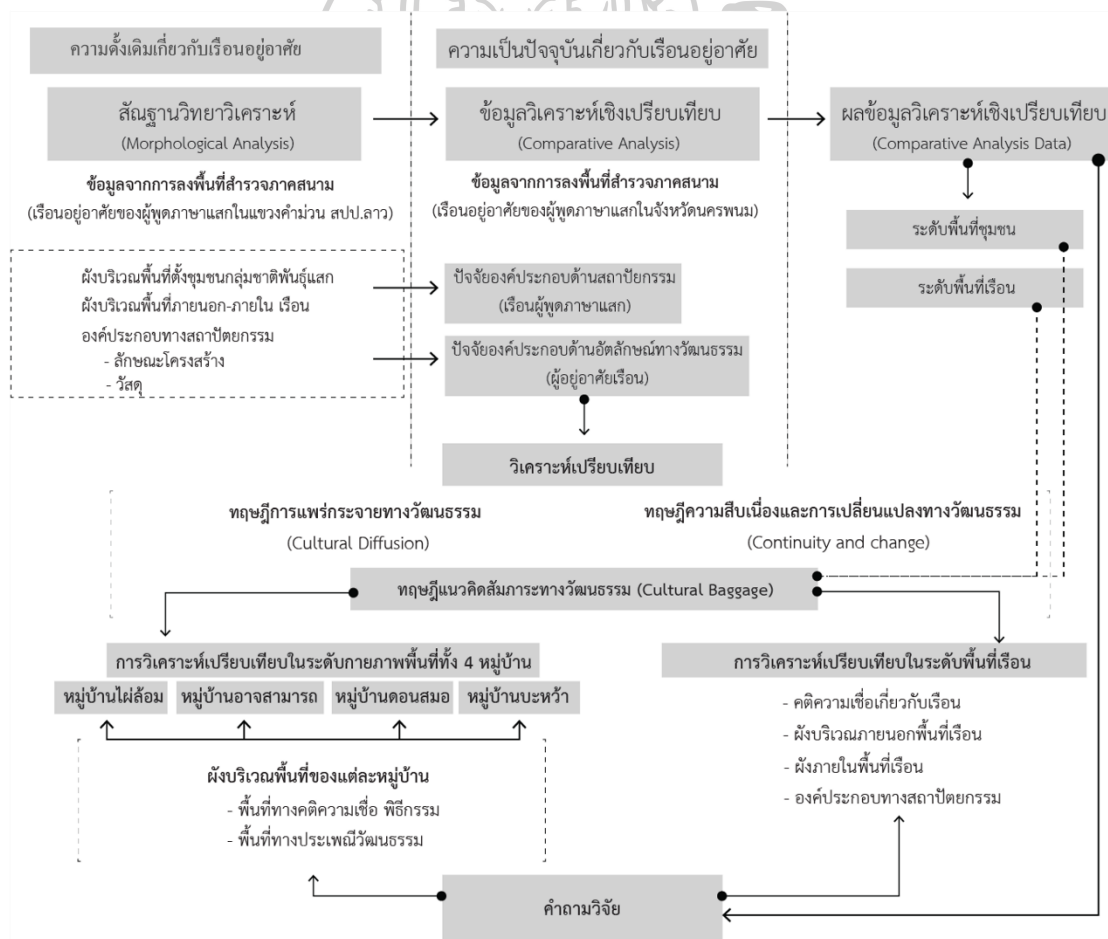 ความดั้งเดิมเกี่ยวกับเรือนอยู่อาศัย
ความเป็นปัจจุบันเกี่ยวกับเรือนอยู่อาศัย
สัณฐานวิทยาวิเคราะห์
(Morphological Analysis)
ข้อมูลวิเคราะห์เชิงเปรียบเทียบ
(Comparative Analysis)
ผลข้อมูลวิเคราะห์เชิงเปรียบเทียบ
(Comparative Analysis Data)
ข้อมูลจากการลงพื้นที่สำรวจภาคสนาม
(เรือนอยู่อาศัยของผู้พูดภาษาแสกในแขวงคำม่วน สปป.ลาว)
ข้อมูลจากการลงพื้นที่สำรวจภาคสนาม
(เรือนอยู่อาศัยของผู้พูดภาษาแสกในจังหวัดนครพนม)
ระดับพื้นที่ชุมชน
ระดับพื้นที่เรือน
ผังบริเวณพื้นที่ตั้งชุมชนกลุ่มชาติพันธุ์แสก
ผังบริเวณพื้นที่ภายนอก-ภายใน เรือน
องค์ประกอบทางสถาปัตยกรรม
- ลักษณะโครงสร้าง
- วัสดุ
ปัจจัยองค์ประกอบด้านสถาปัยกรรม
(เรือนผู้พูดภาษาแสก)
ปัจจัยองค์ประกอบด้านอัตลักษณ์ทางวัฒนธรรม
(ผู้อยู่อาศัยเรือน)
วิเคราะห์เปรียบเทียบ
ทฤษฎีการแพร่กระจายทางวัฒนธรรม
(Cultural Diffusion)
ทฤษฎีความสืบเนื่องและการเปลี่ยนแปลงทางวัฒนธรรม
(Continuity and change)
ทฤษฎีแนวคิดสัมภาระทางวัฒนธรรม (Cultural Baggage)
การวิเคราะห์เปรียบเทียบในระดับกายภาพพื้นที่ทั้ง 4 หมู่บ้าน
หมู่บ้านไผ่ล้อม
หมู่บ้านอาจสามารถ
หมู่บ้านดอนสมอ
หมู่บ้านบะหว้า
ผังบริเวณพื้นที่ของแต่ละหมู่บ้าน
- พื้นที่ทางคติความเชื่อ พิธีกรรม
- พื้นที่ทางประเพณีวัฒนธรรม
การวิเคราะห์เปรียบเทียบในระดับพื้นที่เรือน
- คติความเชื่อเกี่ยวกับเรือน
- ผังบริเวณภายนอกพื้นที่เรือน
- ผังภายในพื้นที่เรือน
- องค์ประกอบทางสถาปัตยกรรม
คำถามวิจัย